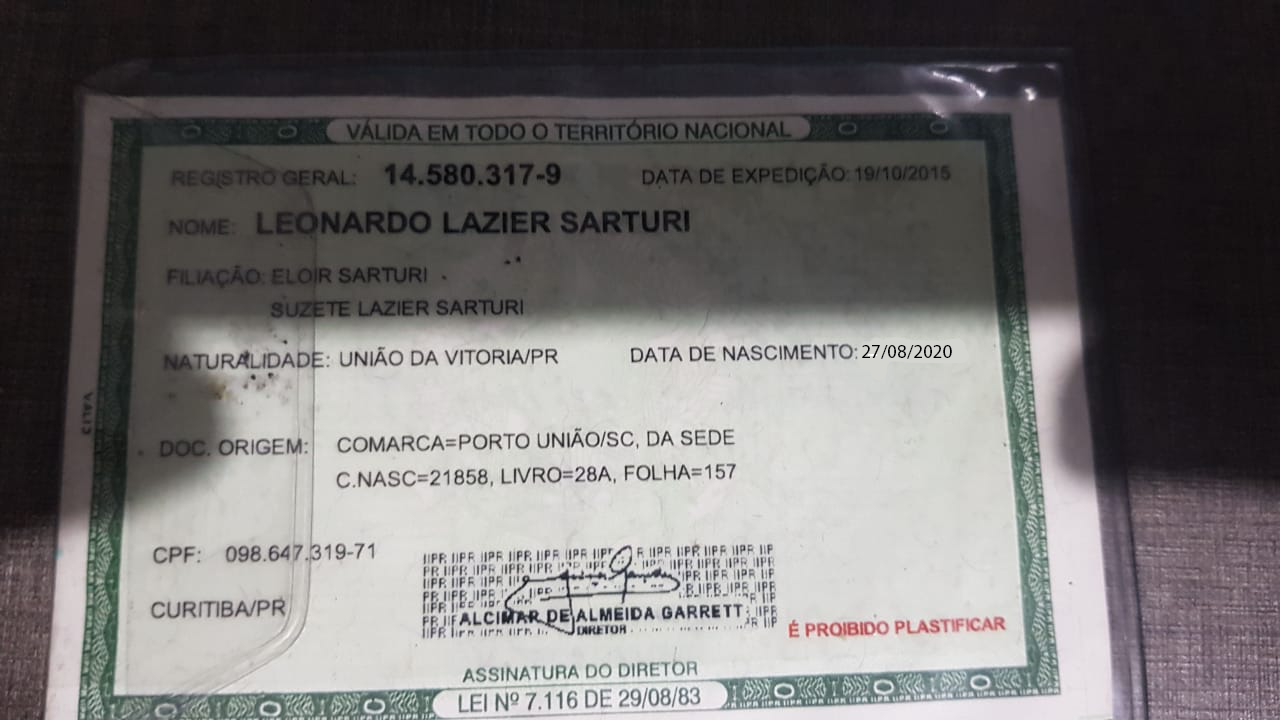 VÁLIDA EM TODO O TERRITÓRIO NACIONAL
REGISTRO GERAL: 14.580.317-9 DATA DE EXPEDIÇÃO: 19/10/2015
NOME: LEONARDO LAZIER SARTURI
FILIAÇÃO: ELOIR SARTURI
SUZETE LAZIER SARTURI
NATURALIDADE: UNIÃO DA VITORIA/PR DATA DE NASCIMENTO: 27/08/2020
DOC. ORIGEM: COMARCA=PORTO UNIÃO/SC, DA SEDE
C.NASC=21858, LIVRO=28A, FOLHA=157
CPF: 098.647.319-71
CURITIBA/PR
ALCIMAR DE ALMEIDA GARRETT
DIRETOR
É PROIBIDO PLASTIFICAR
ASSINATURA DO DIRETOR
LEI Nº 7.116 DE 29/08/83